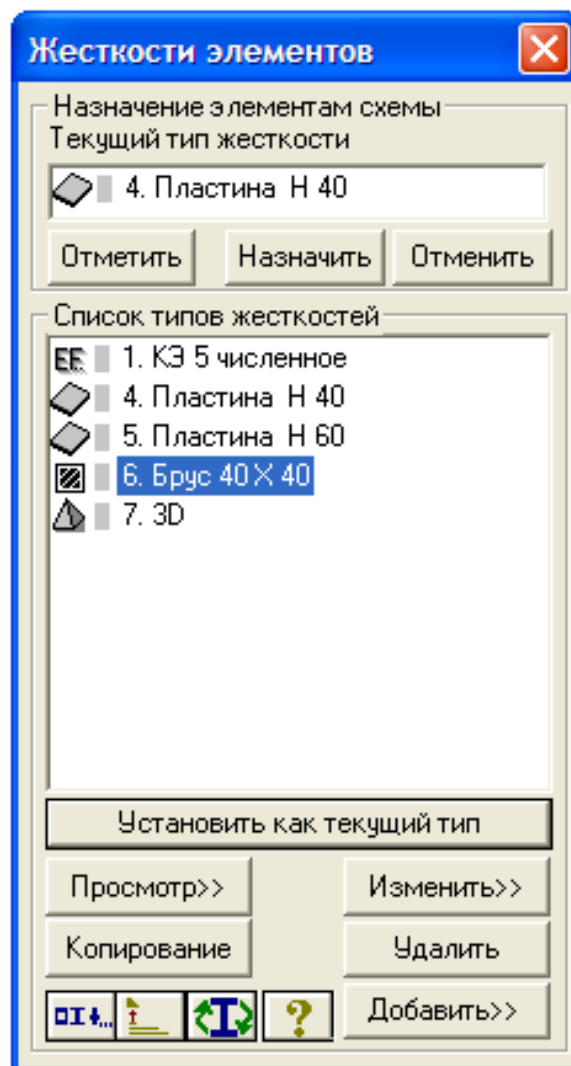 Жесткости элементов
Назначение элементам схемы
Текущий тип жесткости
4. Пластина H 40
Отметить Назначить Отменить
Список типов жесткостей
EF 1. КЭ 5 численное
4. Пластина H 40
5. Пластина H 60
6. Брус 40 X 40
7. 3D
Установить как текущий тип
Просмотр>> Изменить>>
Копирование Удалить
Добавить>>
?